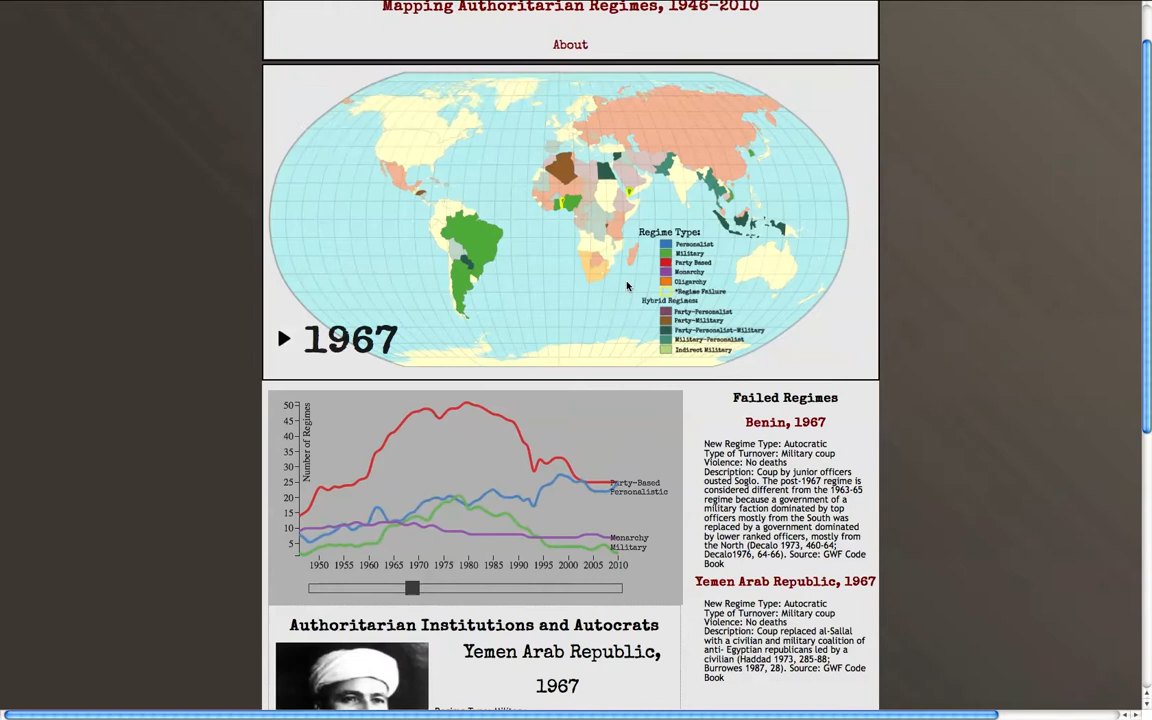 Mapping Authoritarian Regimes, 1946-2010
About
Regime Type:
Personalist
Military
Party Based
Monarchy
Oligarchy
*Regime Failure
Hybrid Regimes:
Party-Personalist
Party-Military
Party-Personalist-Military
Military-Personalist
Indirect Military
1967
Number of Regimes
50
45
40
35
30
25
20
15
10
5
Party-Based
Personalistic
Monarchy
Military
1950 1955 1960 1965 1970 1975 1980 1985 1990 1995 2000 2005 2010
Failed Regimes
Benin, 1967
New Regime Type: Autocratic
Type of Turnover: Military coup
Violence: No deaths
Description: Coup by junior officers
ousted Soglo. The post-1967 regime is
considered different from the 1963-65
regime because a government of a
military faction dominated by top
officers mostly from the South was
replaced by a government dominated
by lower ranked officers, mostly from
the North (Decalo 1973, 460-64;
Decalo1976, 64-66). Source: GWF Code
Book
Yemen Arab Republic, 1967
New Regime Type: Autocratic
Type of Turnover: Military coup
Violence: No deaths
Description: Coup replaced al-Sallal
with a civilian and military coalition of
anti- Egyptian republicans led by a
civilian (Haddad 1973, 285-88;
Burrowes 1987, 28). Source: GWF Code
Book
Authoritarian Institutions and Autocrats
Yemen Arab Republic,
1967